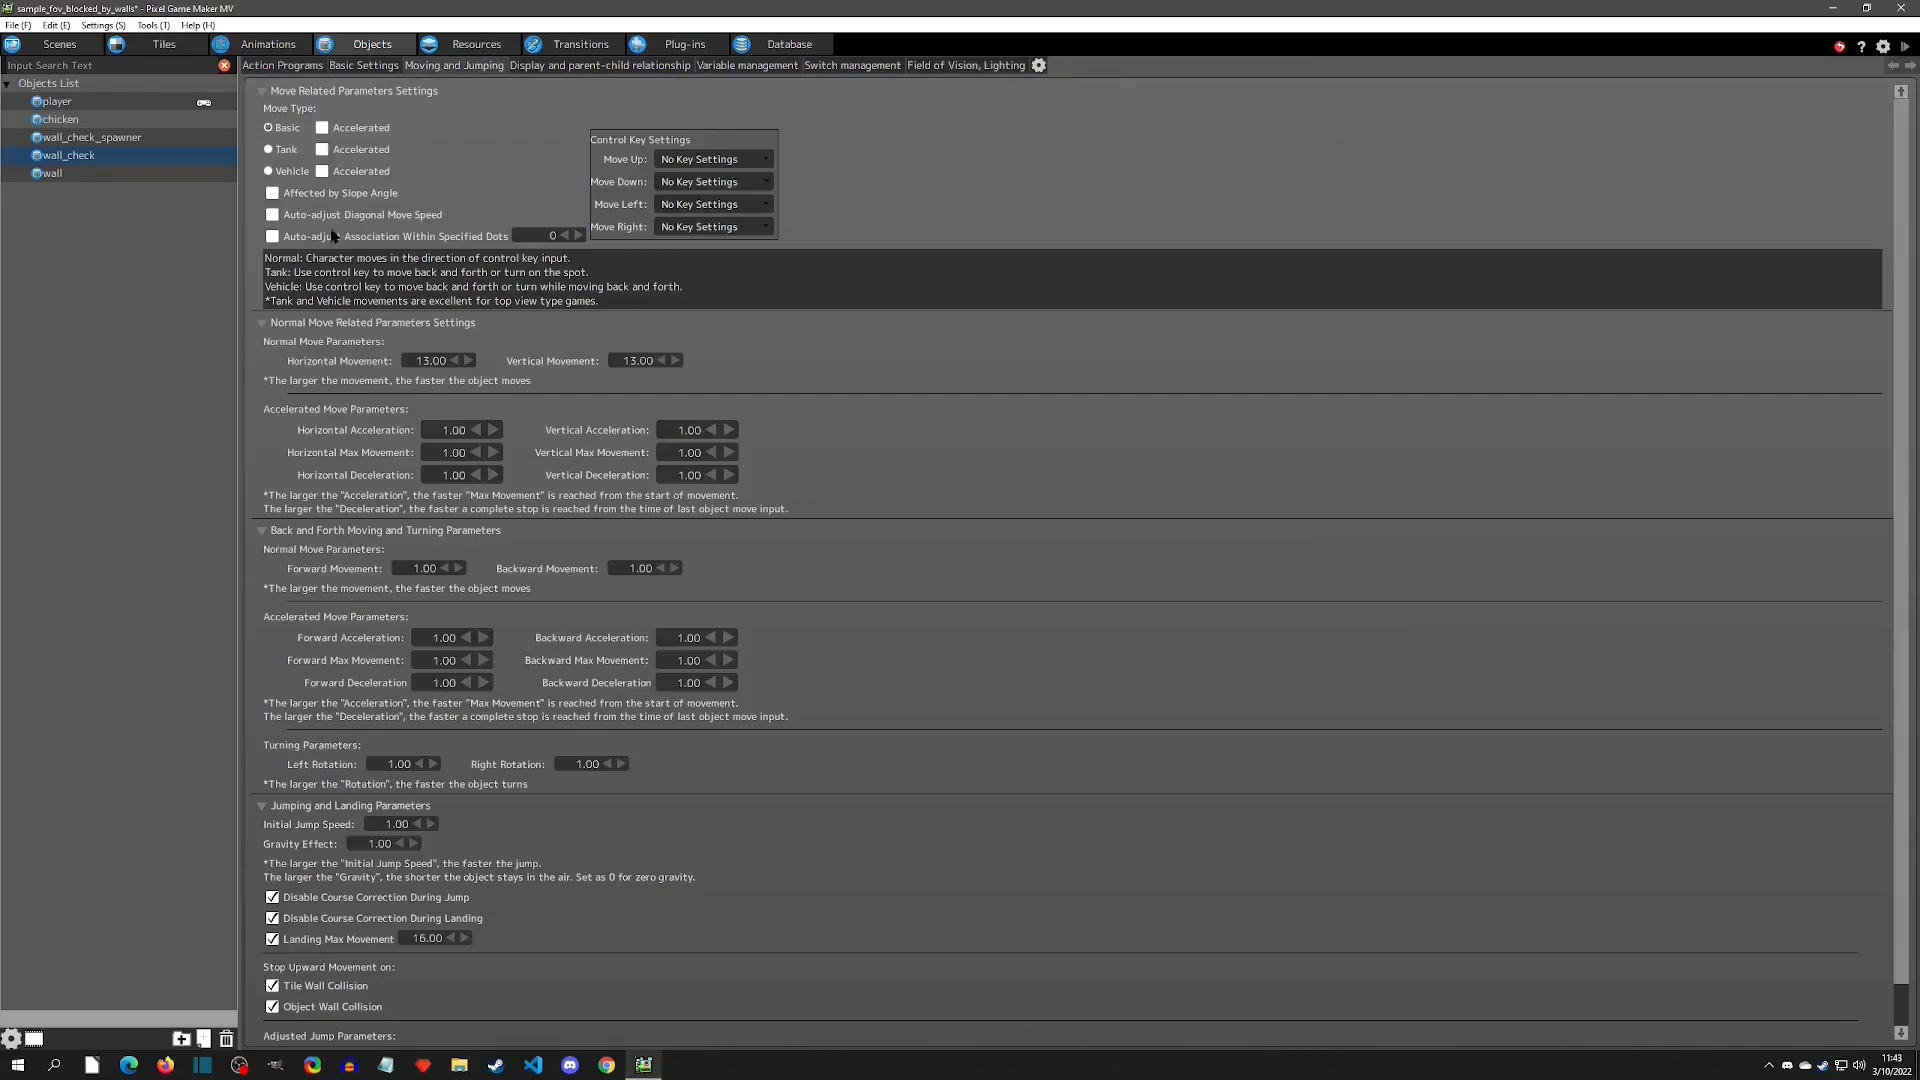 sample_fov_blocked_by_walls* - Pixel Game Maker MV
File (F) Edit (E) Settings (S) Tools (T) Help (H)
Scenes Tiles Animations Objects Resources Transitions Plug-ins Database
Input Search Text
Action Programs Basic Settings Moving and Jumping Display and parent-child relationship Variable management Switch management Field of Vision, Lighting
Objects List
player
chicken
wall_check_spawner
wall_check
wall
Move Related Parameters Settings
Move Type:
Basic Accelerated
Tank Accelerated
Vehicle Accelerated
Affected by Slope Angle
Auto-adjust Diagonal Move Speed
Association Within Specified Dots 0
Control Key Settings
Move Up: No Key Settings
Move Down: No Key Settings
Move Left: No Key Settings
Move Right: No Key Settings
Normal: Character moves in the direction of control key input.
Tank: Use control key to move back and forth or turn on the spot.
Vehicle: Use control key to move back and forth or turn while moving back and forth.
*Tank and Vehicle movements are excellent for top view type games.
Normal Move Related Parameters Settings
Normal Move Parameters:
Horizontal Movement: 13.00 Vertical Movement: 13.00
*The larger the movement, the faster the object moves
Accelerated Move Parameters:
Horizontal Acceleration: 1.00 Vertical Acceleration: 1.00
Horizontal Max Movement: 1.00 Vertical Max Movement: 1.00
Horizontal Deceleration: 1.00 Vertical Deceleration: 1.00
*The larger the "Acceleration", the faster "Max Movement" is reached from the start of movement.
The larger the "Deceleration", the faster a complete stop is reached from the time of last object move input.
Back and Forth Moving and Turning Parameters
Normal Move Parameters:
Forward Movement: 1.00 Backward Movement: 1.00
*The larger the movement, the faster the object moves
Accelerated Move Parameters:
Forward Acceleration: 1.00 Backward Acceleration: 1.00
Forward Max Movement: 1.00 Backward Max Movement: 1.00
Forward Deceleration 1.00 Backward Deceleration 1.00
*The larger the "Acceleration", the faster "Max Movement" is reached from the start of movement.
The larger the "Deceleration", the faster a complete stop is reached from the time of last object move input.
Turning Parameters:
Left Rotation: 1.00 Right Rotation: 1.00
*The larger the "Rotation", the faster the object turns
Jumping and Landing Parameters
Initial Jump Speed: 1.00
Gravity Effect: 1.00
*The larger the "Initial Jump Speed", the faster the jump.
The larger the "Gravity", the shorter the object stays in the air. Set as 0 for zero gravity.
Disable Course Correction During Jump
Disable Course Correction During Landing
Landing Max Movement 16.00
Stop Upward Movement on:
Tile Wall Collision
Object Wall Collision
Adjusted Jump Parameters:
11:43
3/10/2022